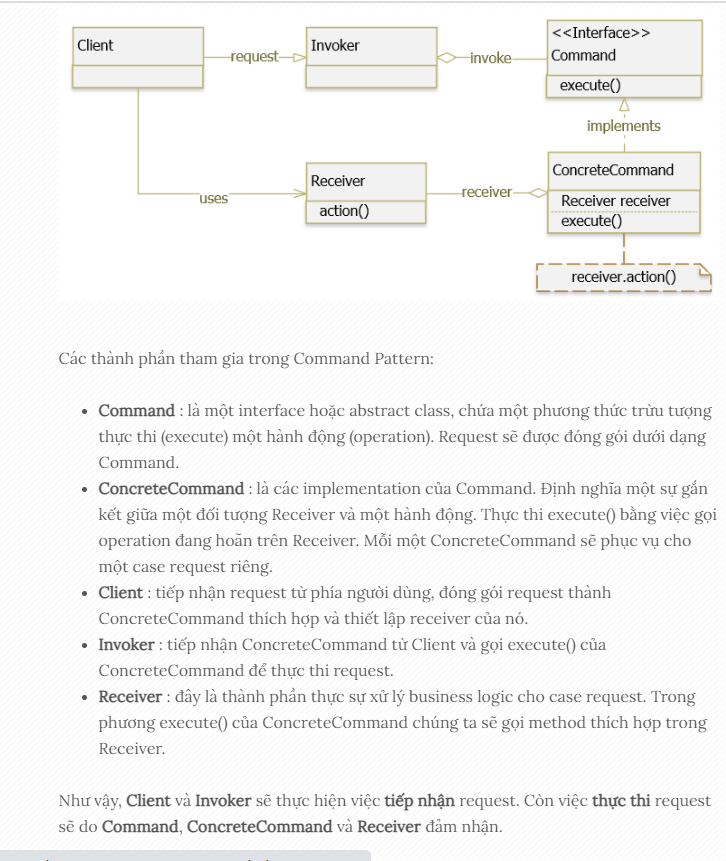 Client
request
Invoker
invoke
<<Interface>>
Command
execute()
implements
uses
Receiver
action()
receiver
ConcreteCommand
Receiver receiver
execute()
receiver.action()
Các thành phần tham gia trong Command Pattern:
Command : là một interface hoặc abstract class, chứa một phương thức trừu tượng
thực thi (execute) một hành động (operation). Request sẽ được đóng gói dưới dạng
Command.
ConcreteCommand : là các implementation của Command. Định nghĩa một sự gắn
kết giữa một đối tượng Receiver và một hành động. Thực thi execute() bằng việc gọi
operation đang hoãn trên Receiver. Mỗi một ConcreteCommand sẽ phục vụ cho
một case request riêng.
Client : tiếp nhận request từ phía người dùng, đóng gói request thành
ConcreteCommand thích hợp và thiết lập receiver của nó.
Invoker : tiếp nhận ConcreteCommand từ Client và gọi execute() của
ConcreteCommand để thực thi request.
Receiver : đây là thành phần thực sự xử lý business logic cho case request. Trong
phương execute() của ConcreteCommand chúng ta sẽ gọi method thích hợp trong
Receiver.
Như vậy, Client và Invoker sẽ thực hiện việc tiếp nhận request. Còn việc thực thi request
sẽ do Command, ConcreteCommand và Receiver đảm nhận.